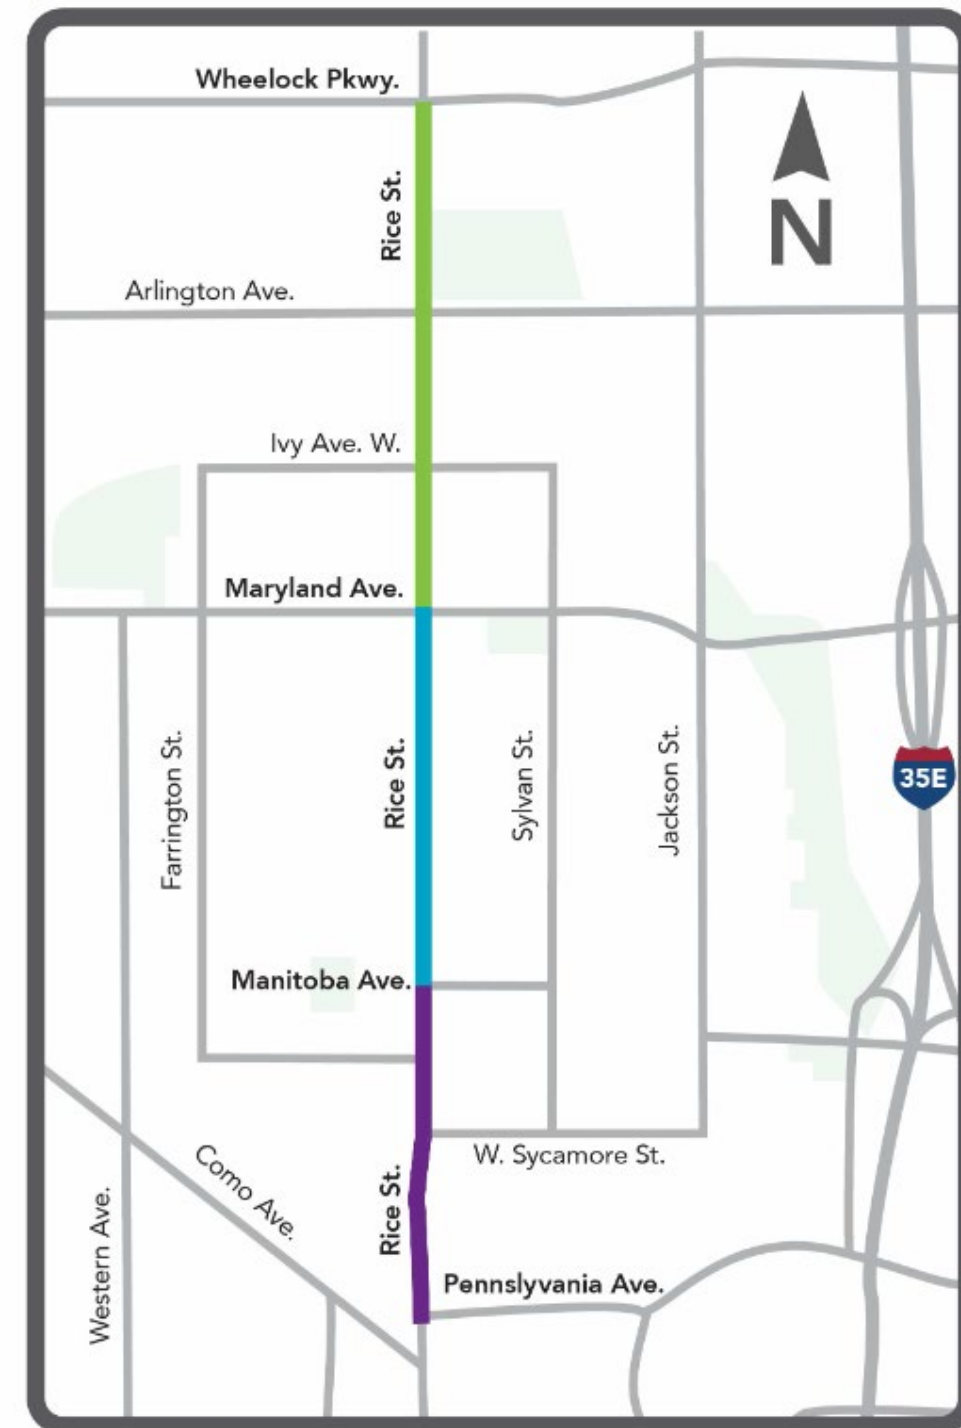 Wheelock Pkwy.
Rice St.
N
Arlington Ave.
Ivy Ave. W.
Maryland Ave.
Farrington St.
Rice St.
Sylvan St.
Jackson St.
35E
Manitoba Ave.
W. Sycamore St.
Como Ave.
Rice St.
Western Ave.
Pennslyvania Ave.